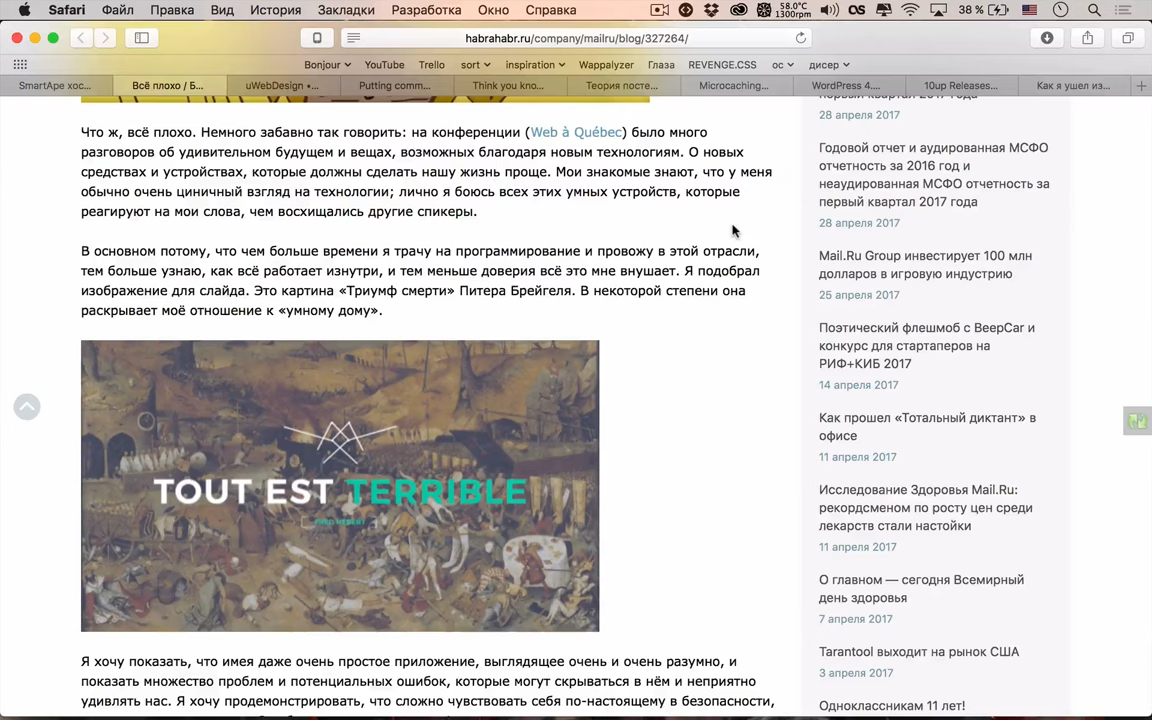 Safari Файл Правка Вид История Закладки Разработка Окно Справка 58.0°C 1300rpm 38 %
habrahabr.ru/company/mailru/blog/327264/
Bonjour YouTube Trello sort inspiration Wappalyzer Глаза REVENGE.CSS ос дисер
SmartApe хос... Всё плохо / Б... uWebDesign •... Putting comm... Think you kno... Теория посте... Microcaching... WordPress 4.... 10up Releases... Как я ушел из...
первый квартал 2017 года
28 апреля 2017
Что ж, всё плохо. Немного забавно так говорить: на конференции (Web à Québec) было много
разговоров об удивительном будущем и вещах, возможных благодаря новым технологиям. О новых
средствах и устройствах, которые должны сделать нашу жизнь проще. Мои знакомые знают, что у меня
обычно очень циничный взгляд на технологии; лично я боюсь всех этих умных устройств, которые
реагируют на мои слова, чем восхищались другие спикеры.
В основном потому, что чем больше времени я трачу на программирование и провожу в этой отрасли,
тем больше узнаю, как всё работает изнутри, и тем меньше доверия всё это мне внушает. Я подобрал
изображение для слайда. Это картина «Триумф смерти» Питера Брейгеля. В некоторой степени она
раскрывает моё отношение к «умному дому».
TOUT EST TERRIBLE
FRED HEBERT
Я хочу показать, что имея даже очень простое приложение, выглядящее очень и очень разумно, и
показать множество проблем и потенциальных ошибок, которые могут скрываться в нём и неприятно
удивлять нас. Я хочу продемонстрировать, что сложно чувствовать себя по-настоящему в безопасности,
Годовой отчет и аудированная МСФО
отчетность за 2016 год и
неаудированная МСФО отчетность за
первый квартал 2017 года
28 апреля 2017
Mail.Ru Group инвестирует 100 млн
долларов в игровую индустрию
25 апреля 2017
Поэтический флешмоб с BeepCar и
конкурс для стартаперов на
РИФ+КИБ 2017
14 апреля 2017
Как прошел «Тотальный диктант» в
офисе
11 апреля 2017
Исследование Здоровья Mail.Ru:
рекордсменом по росту цен среди
лекарств стали настойки
11 апреля 2017
О главном — сегодня Всемирный
день здоровья
7 апреля 2017
Tarantool выходит на рынок США
3 апреля 2017
Одноклассникам 11 лет!